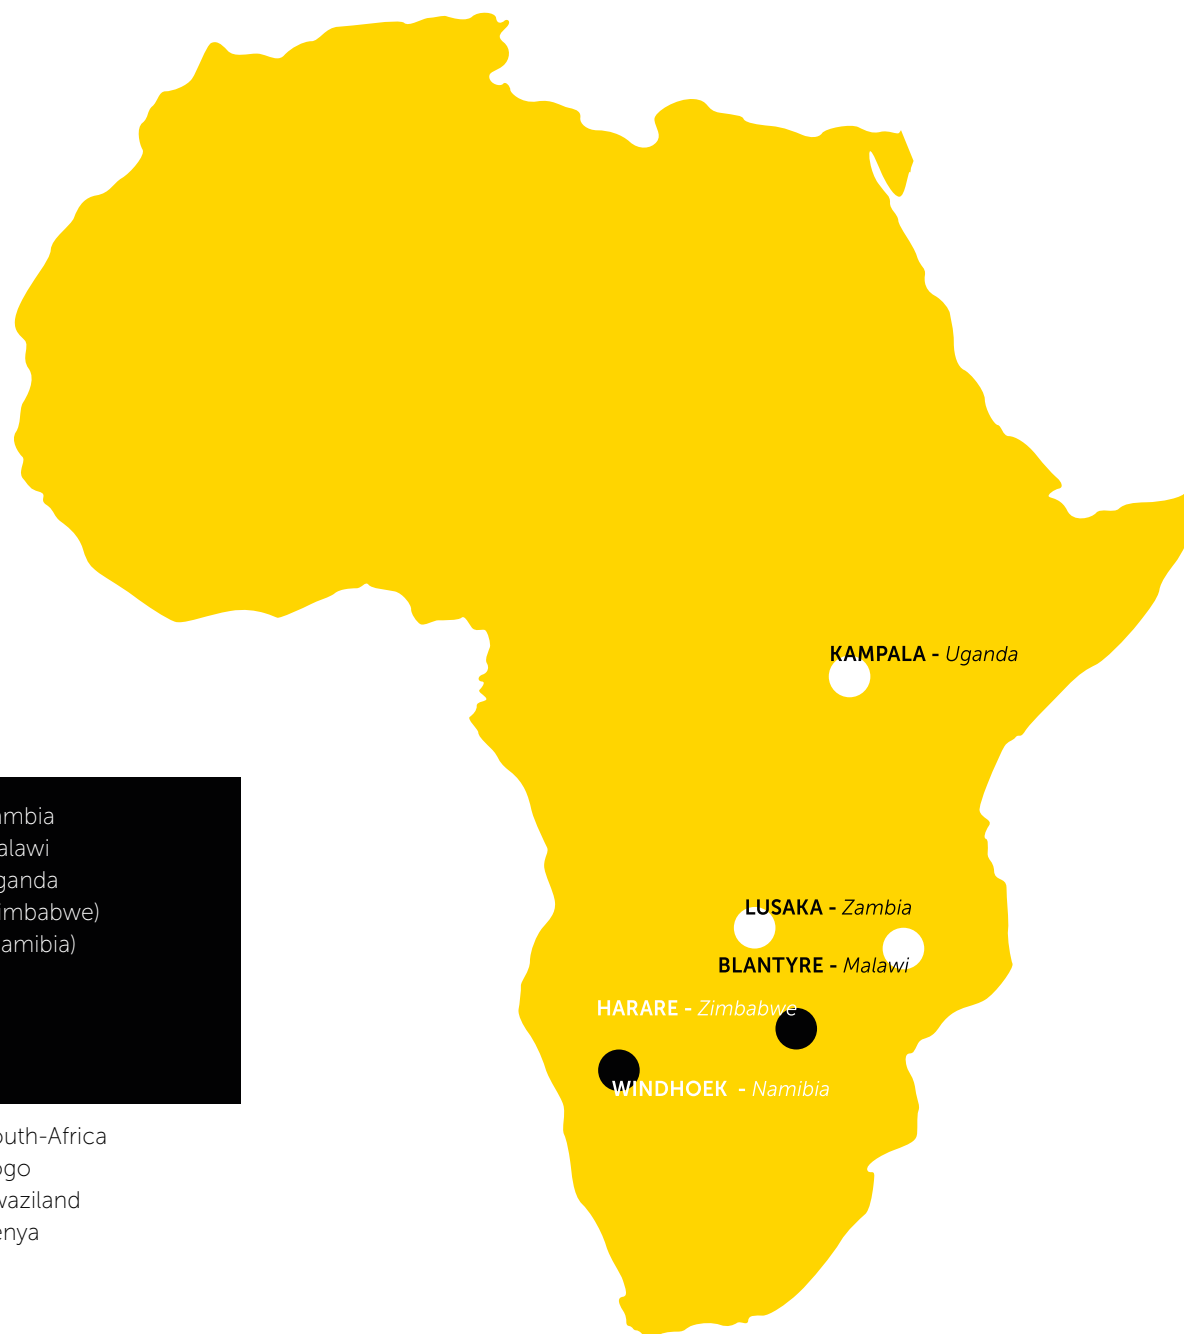 KAMPALA - Uganda
LUSAKA - Zambia
BLANTYRE - Malawi
HARARE - Zimbabwe
WINDHOEK - Namibia
ambia
alawi
ganda
imbabwe)
amibia)
outh-Africa
ogo
waziland
enya